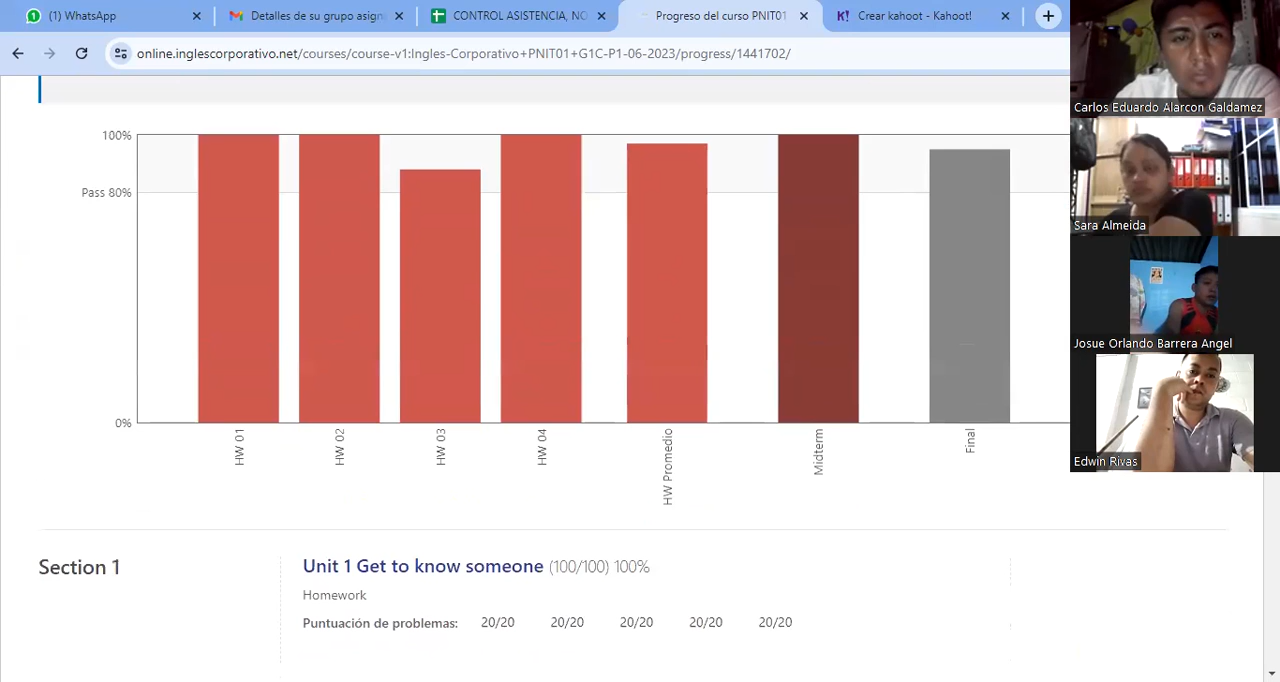 (1) WhatsApp
Detalles de su grupo asign
CONTROL ASISTENCIA, NO
Progreso del curso PNIT01
K! Crear kahoot - Kahoot!
online.inglescorporativo.net/courses/course-v1:Ingles-Corporativo+PNIT01+G1C-P1-06-2023/progress/1441702/
Carlos Eduardo Alarcon Galdamez
Sara Almeida
Josue Orlando Barrera Angel
Edwin Rivas
100%
Pass 80%
0%
HW 01
HW 02
HW 03
HW 04
HW Promedio
Midterm
Final
Section 1
Unit 1 Get to know someone (100/100) 100%
Homework
Puntuación de problemas: 20/20 20/20 20/20 20/20 20/20